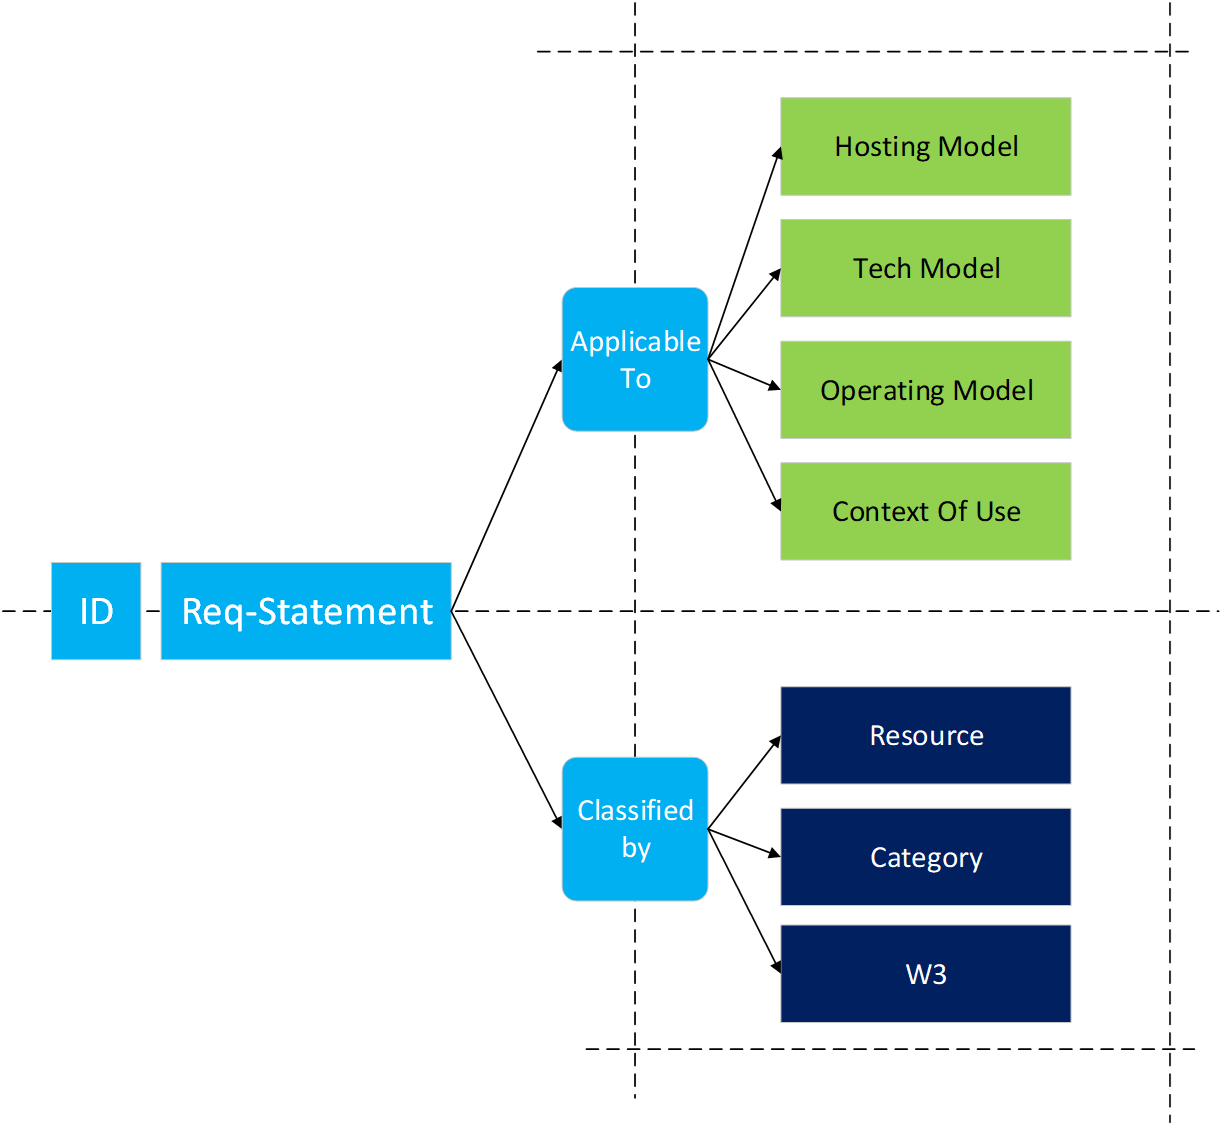 Hosting Model
Tech Model
Applicable
To
Operating Model
Context Of Use
ID
Req-Statement
Resource
Classified
by
Category
W3